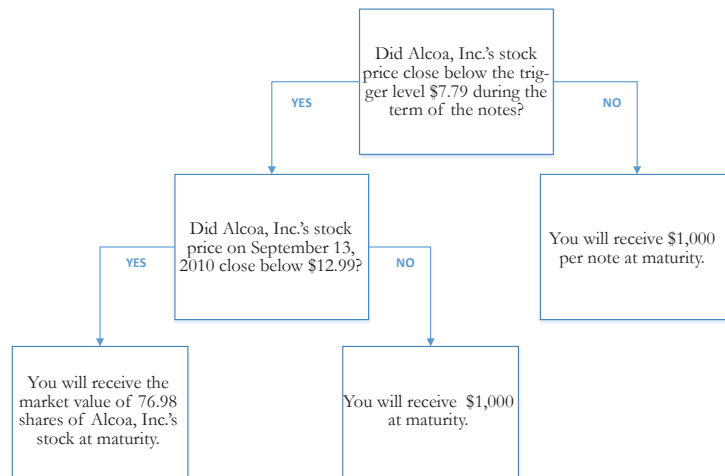 Did Alcoa, Inc.'s stock
price close below the trig-
ger level $7.79 during the
term of the notes?
YES
NO
Did Alcoa, Inc.'s stock
price on September 13,
2010 close below $12.99?
You will receive $1,000
per note at maturity.
YES
NO
You will receive the
market value of 76.98
shares of Alcoa, Inc.'s
stock at maturity.
You will receive $1,000
at maturity.